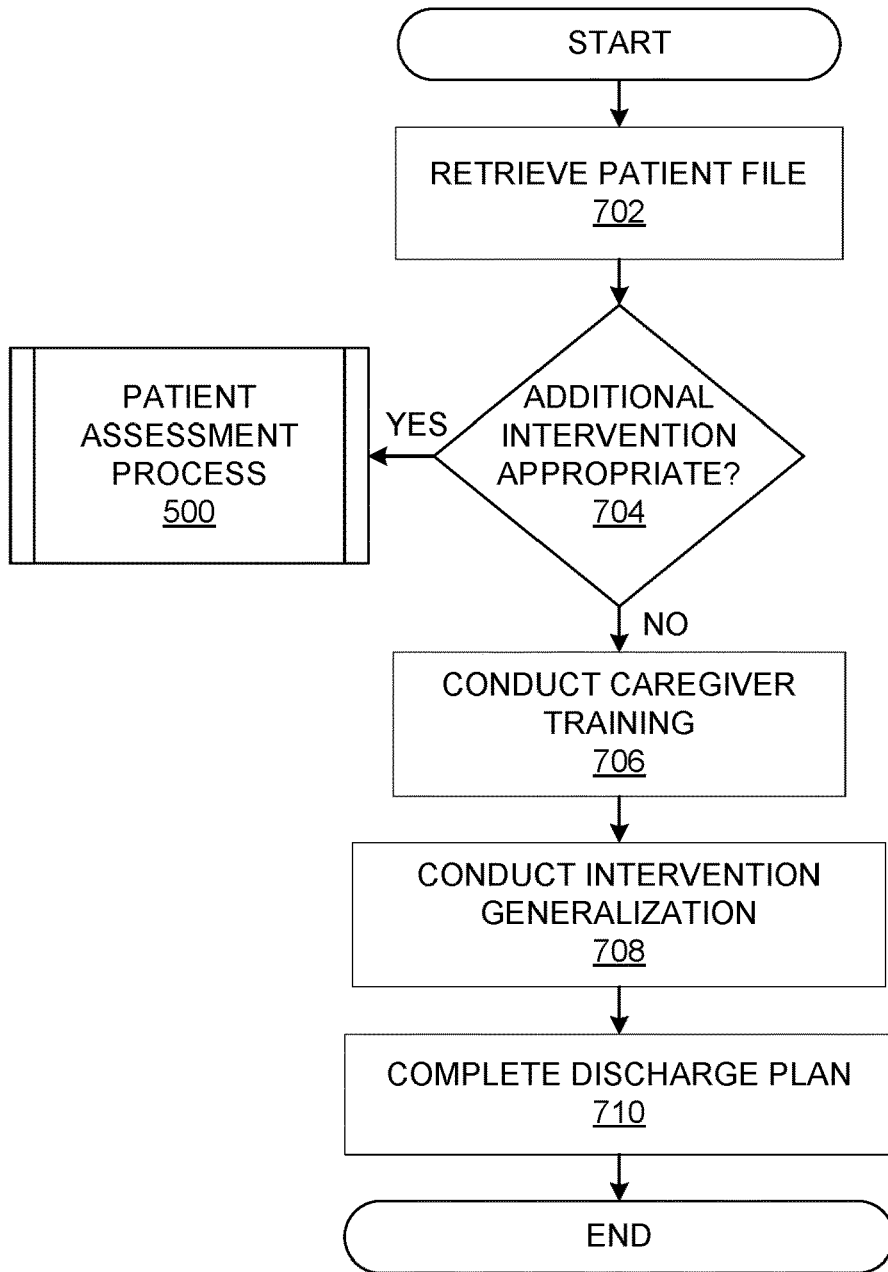 START
RETRIEVE PATIENT FILE
702
ADDITIONAL
INTERVENTION
APPROPRIATE?
704
YES
PATIENT
ASSESSMENT
PROCESS
500
NO
CONDUCT CAREGIVER
TRAINING
706
CONDUCT INTERVENTION
GENERALIZATION
708
COMPLETE DISCHARGE PLAN
710
END